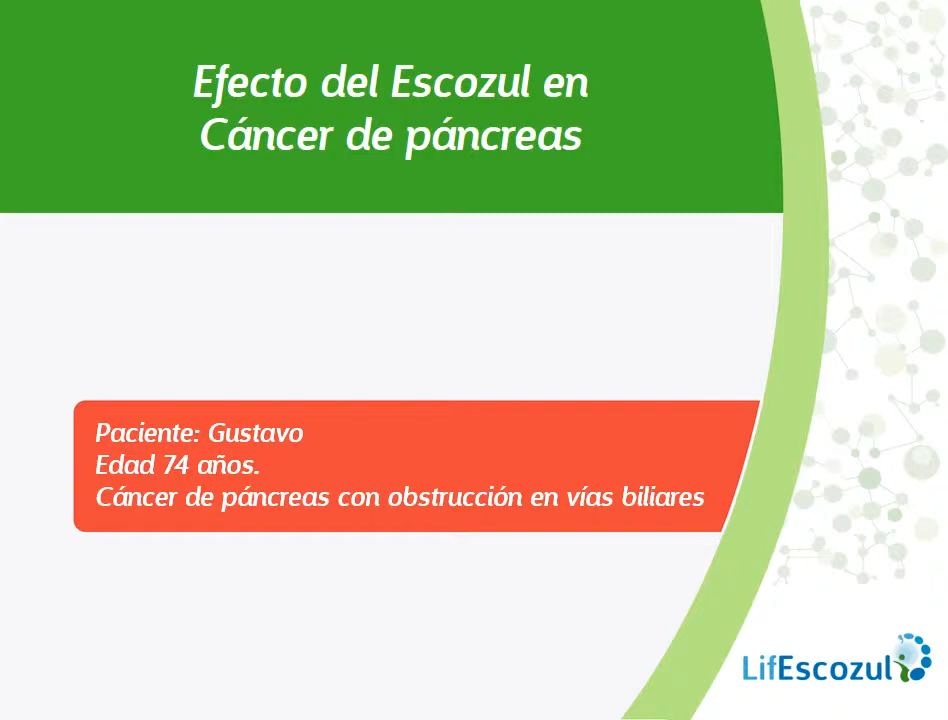 Efecto del Escozul en
Cáncer de páncreas
Paciente: Gustavo
Edad 74 años.
Cáncer de páncreas con obstrucción en vías biliares
LifEscozul